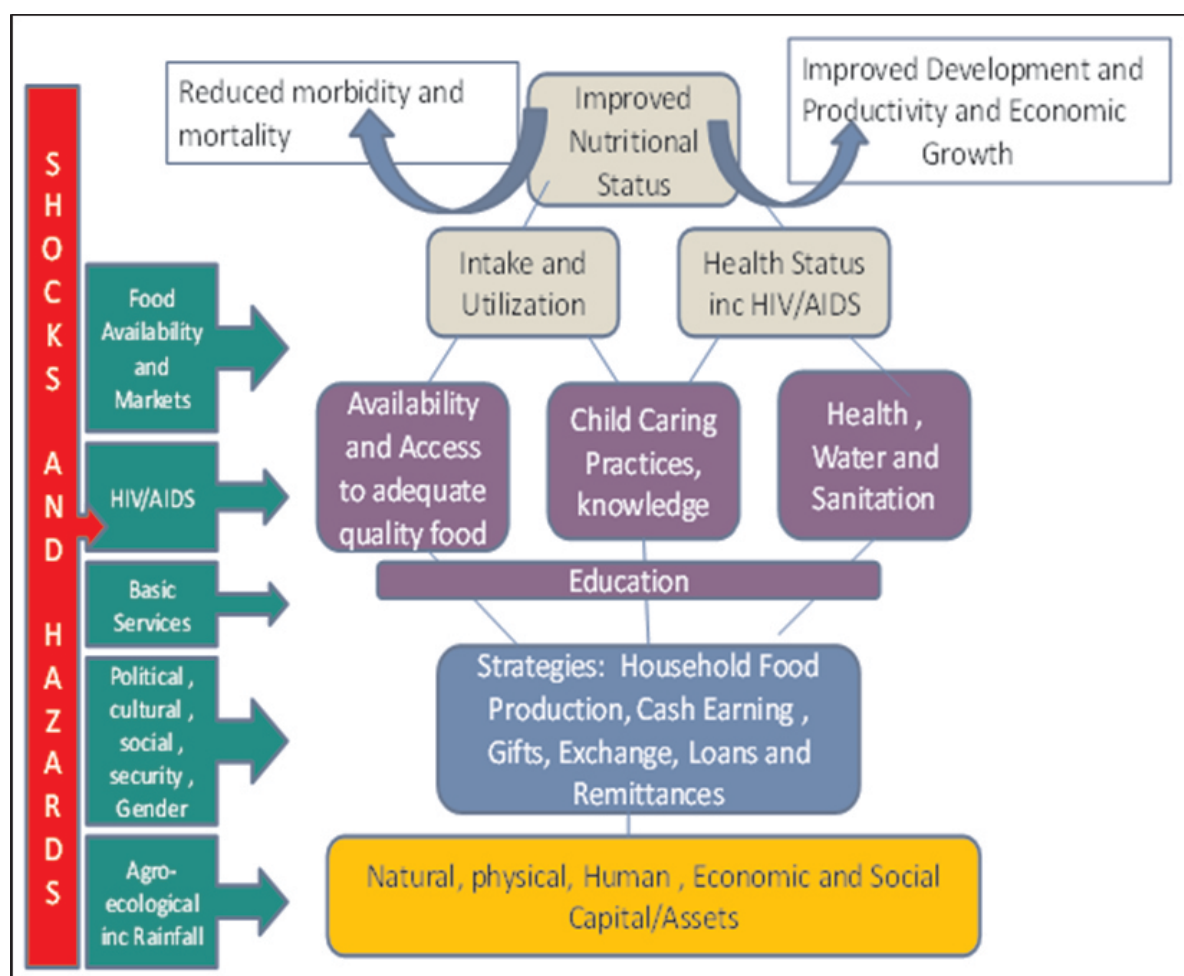 Reduced morbidity and
mortality
Improved
Nutritional
Status
Improved Development and
Productivity and Economic
Growth
SHOCKS AND HAZARDS
Intake and
Utilization
Health Status
inc HIV/AIDS
Food
Availability
and
Markets
HIV/AIDS
Basic
Services
Political ,
cultural ,
social ,
security ,
Gender
Agro-
ecological
inc Rainfall
Availability
and Access
to adequate
quality food
Child Caring
Practices,
knowledge
Health ,
Water and
Sanitation
Education
Strategies: Household Food
Production, Cash Earning ,
Gifts, Exchange, Loans and
Remittances
Natural, physical, Human , Economic and Social
Capital/Assets